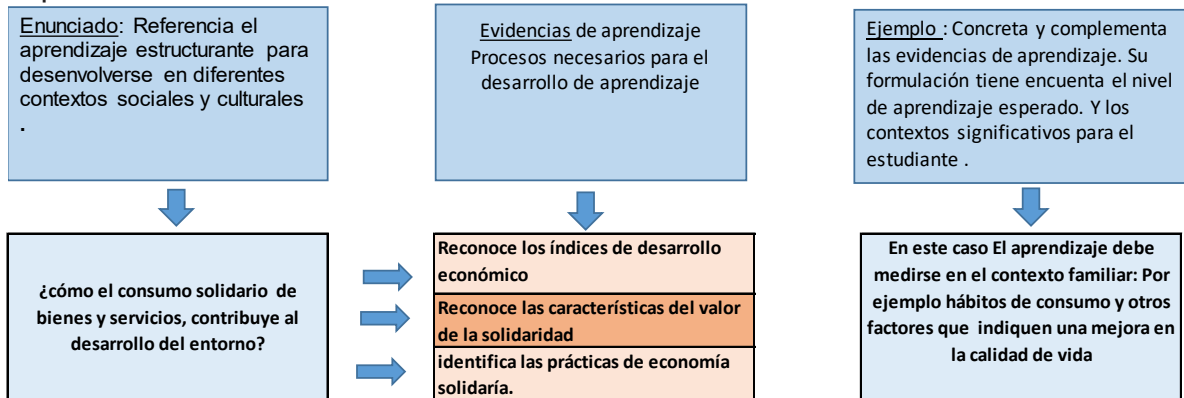 Enunciado: Referencia el
aprendizaje estructurante para
desenvolverse en diferentes
contextos sociales y culturales
.
Evidencias de aprendizaje
Procesos necesarios para el
desarrollo de aprendizaje
Ejemplo : Concreta y complementa
las evidencias de aprendizaje. Su
formulación tiene encuenta el nivel
de aprendizaje esperado. Y los
contextos significativos para el
estudiante .
¿cómo el consumo solidario de
bienes y servicios, contribuye al
desarrollo del entorno?
Reconoce los índices de desarrollo
económico
Reconoce las características del valor
de la solidaridad
identifica las prácticas de economía
solidaría.
En este caso El aprendizaje debe
medirse en el contexto familiar: Por
ejemplo hábitos de consumo y otros
factores que indiquen una mejora en
la calidad de vida